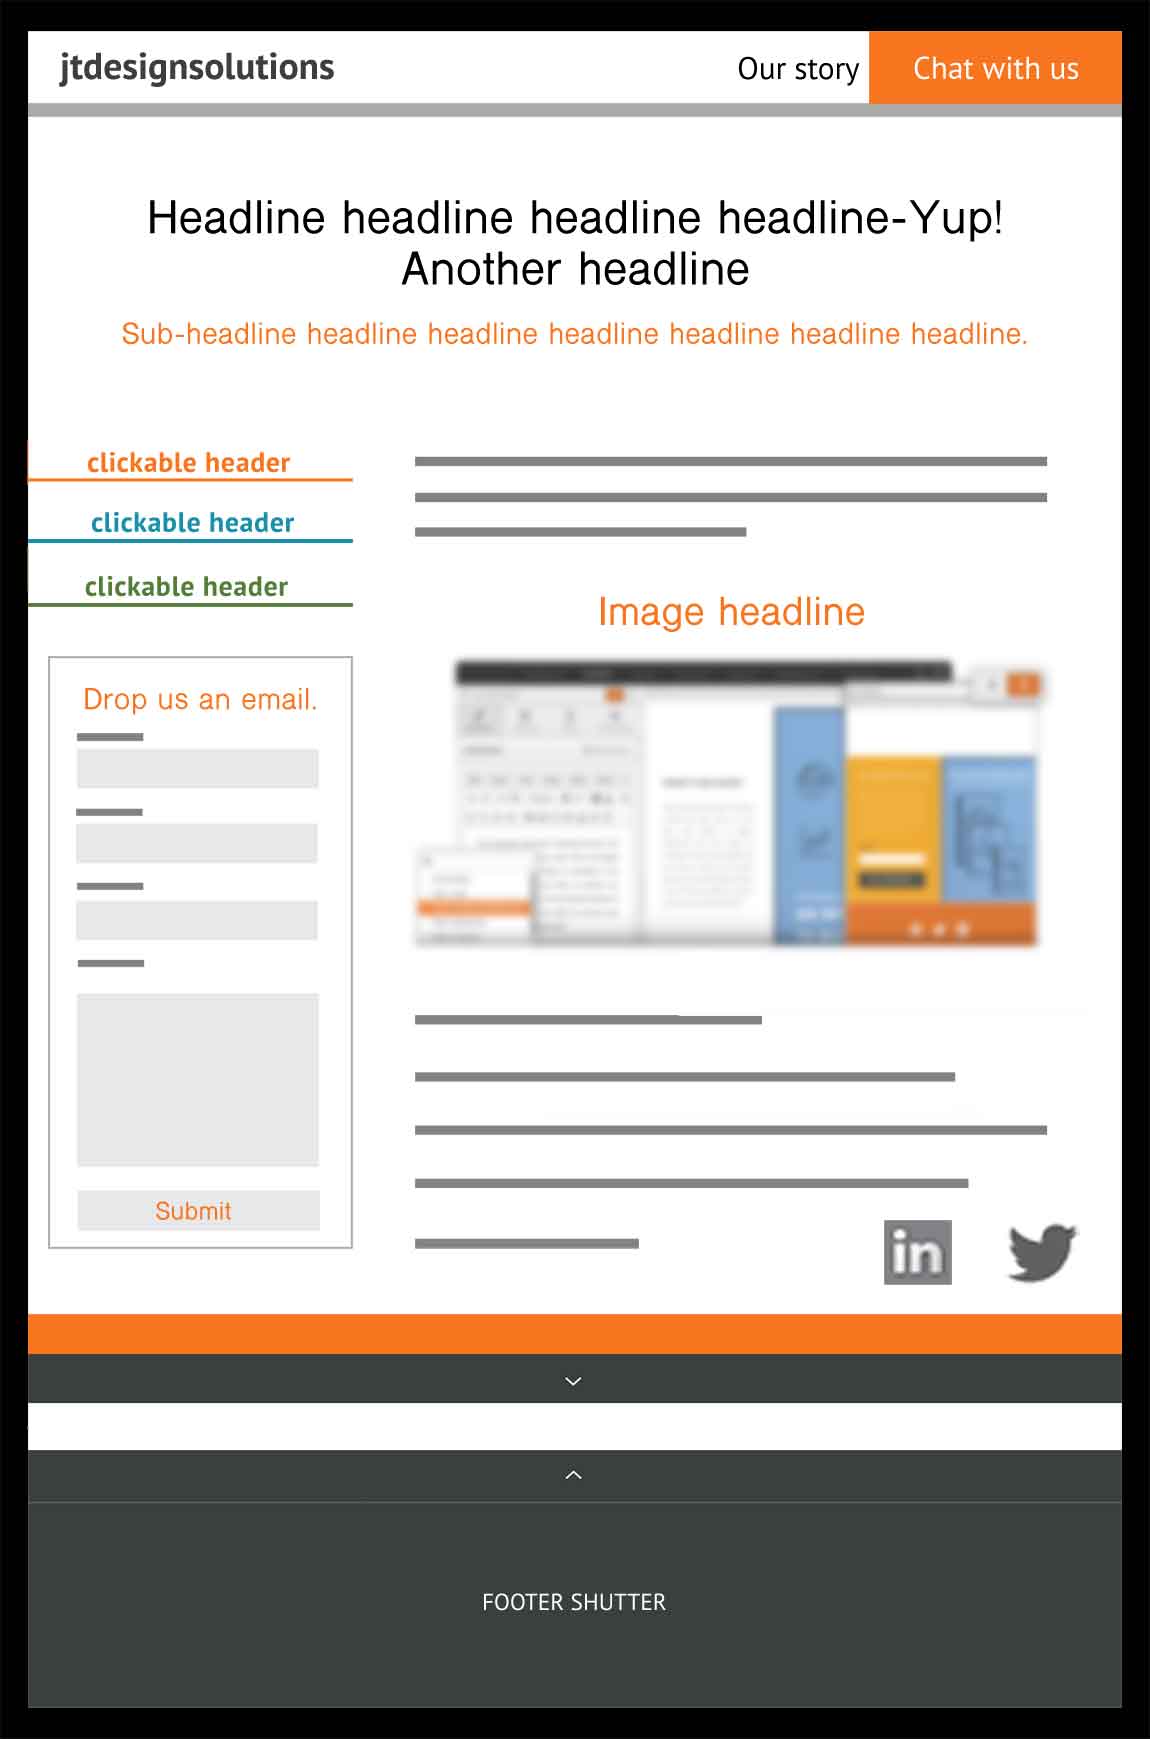 jtdesignsolutions
Our story
Chat with us
Headline headline headline headline-Yup!
Another headline
Sub-headline headline headline headline headline headline headline.
clickable header
clickable header
clickable header
Image headline
Drop us an email.
Submit
in
FOOTER SHUTTER